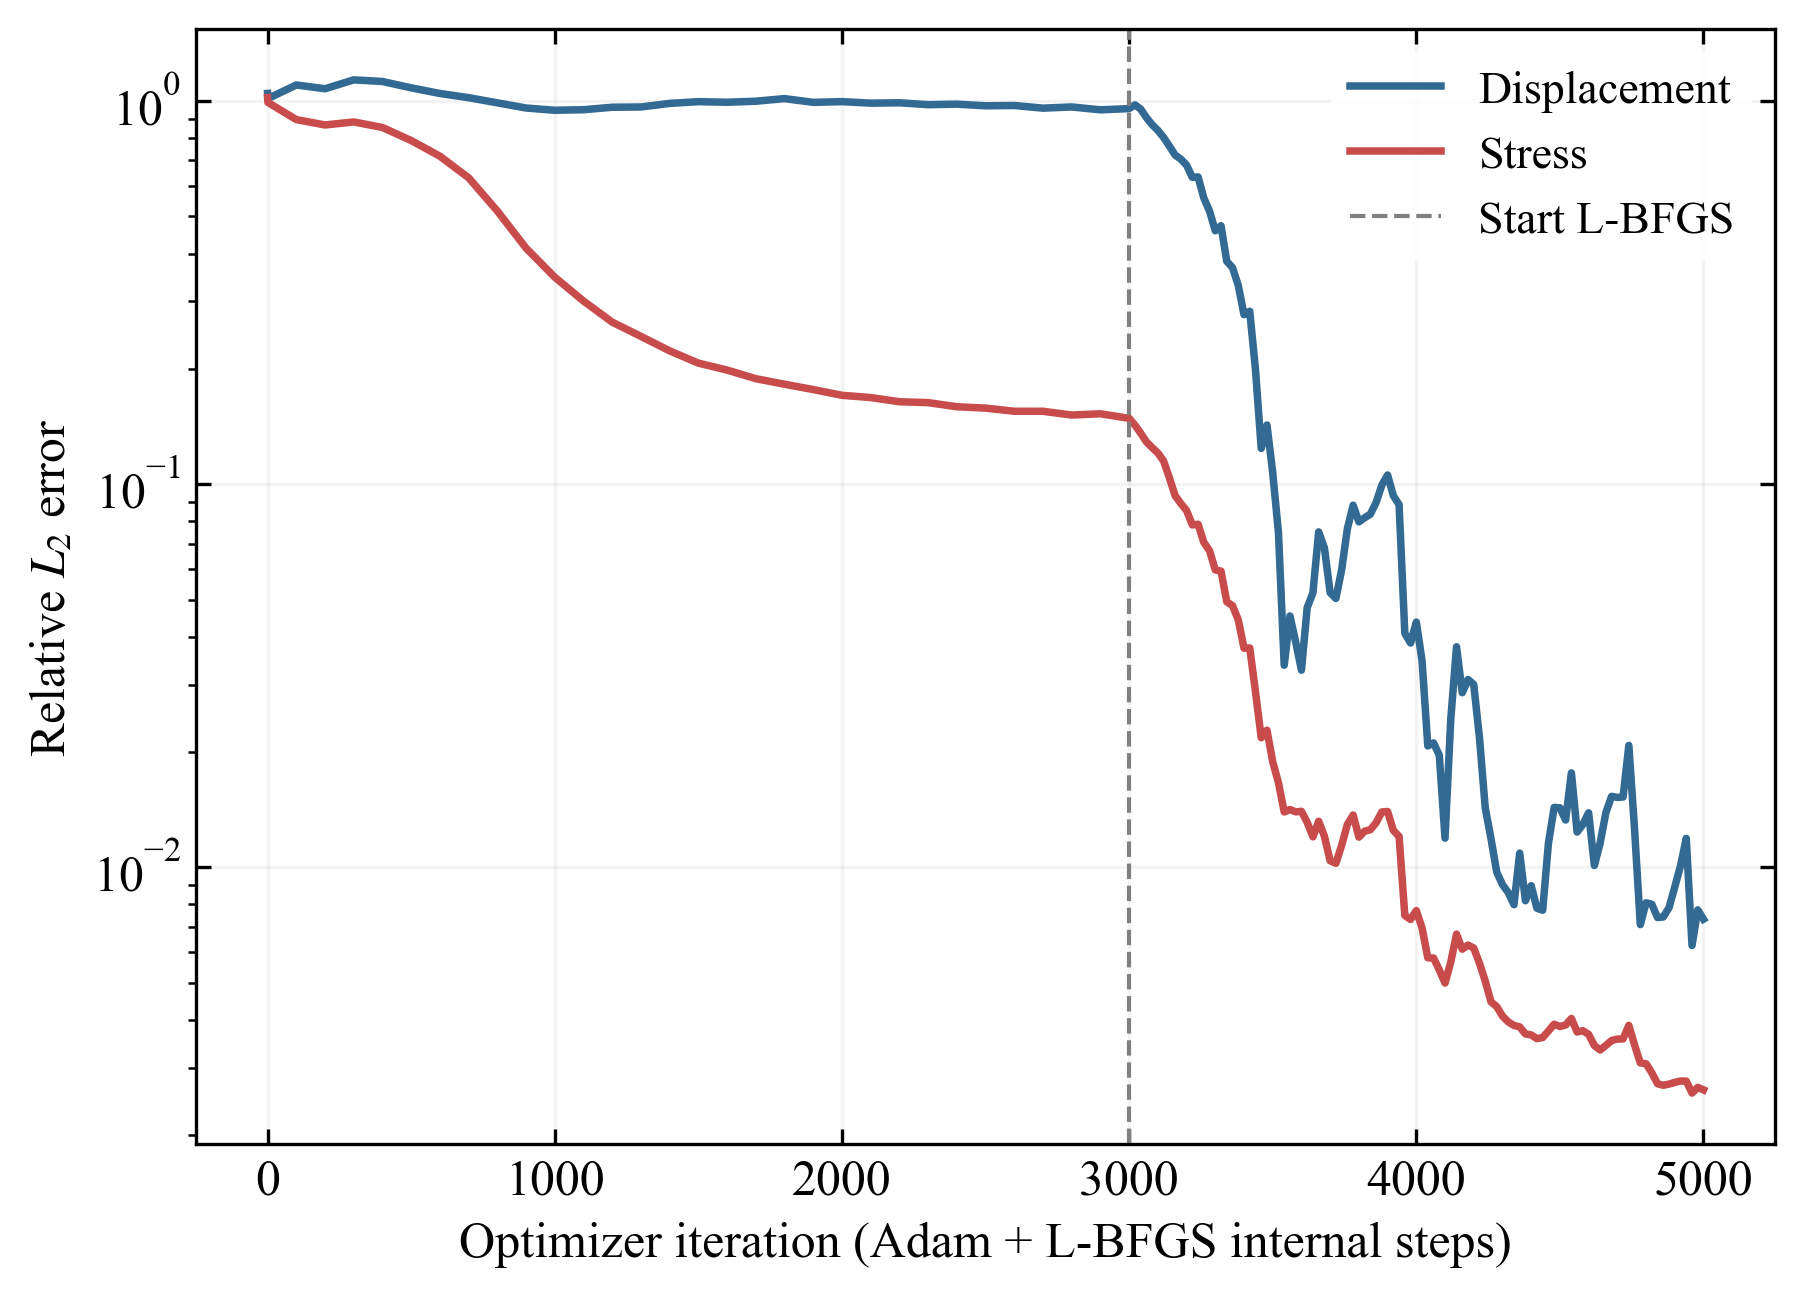 10^0
10^−1
10^−2
Relative L_2 error
Displacement
Stress
Start L-BFGS
0 1000 2000 3000 4000 5000
Optimizer iteration (Adam + L-BFGS internal steps)